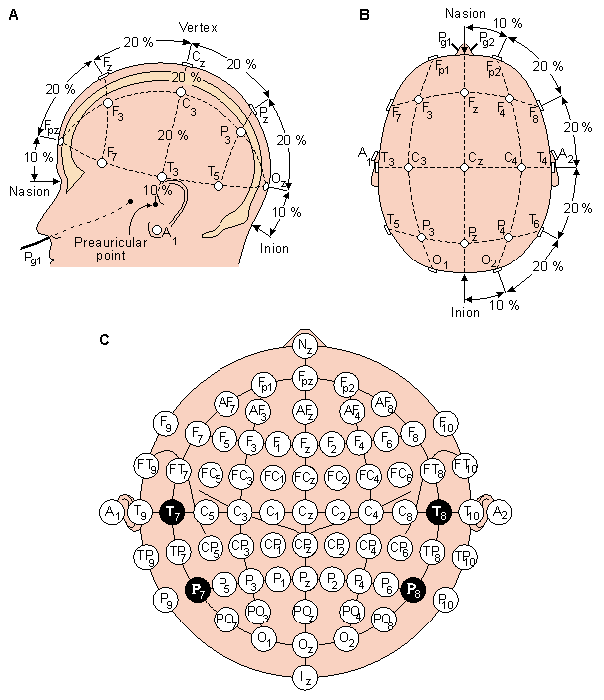 A
Vertex
20 %
20 %
Fz
Cz
20 %
20 %
F3
C3
20 %
P3
Pz
20 %
Fpz
10 %
F7
T3
T5
Oz
Nasion
10 %
10 %
Preauricular
point
A1
Inion
Pg1
B
Nasion
10 %
Pg1
Pg2
Fp1
Fp2
20 %
F7
F3
Fz
F4
F8
20 %
A1
T3
C3
Cz
C4
T4
A2
20 %
T5
P3
Pz
P4
T6
20 %
O1
O2
10 %
Inion
C
Nz
Fp1 Fpz Fp2
AF7 AF3 AFz AF4 AF8
F9 F7 F5 F3 F1 Fz F2 F4 F6 F8 F10
FT9 FT7 FC5 FC3 FC1 FCz FC2 FC4 FC6 FT8 FT10
A1 T9 T7 C5 C3 C1 Cz C2 C4 C8 T8 T10 A2
TP9 TP7 CP5 CP3 CP1 CPz CP2 CP4 CP6 TP8 TP10
P9 P7 P5 P3 P1 Pz P2 P4 P6 P8 P10
PO7 PO3 POz PO4 PO8
O1 Oz O2
Iz